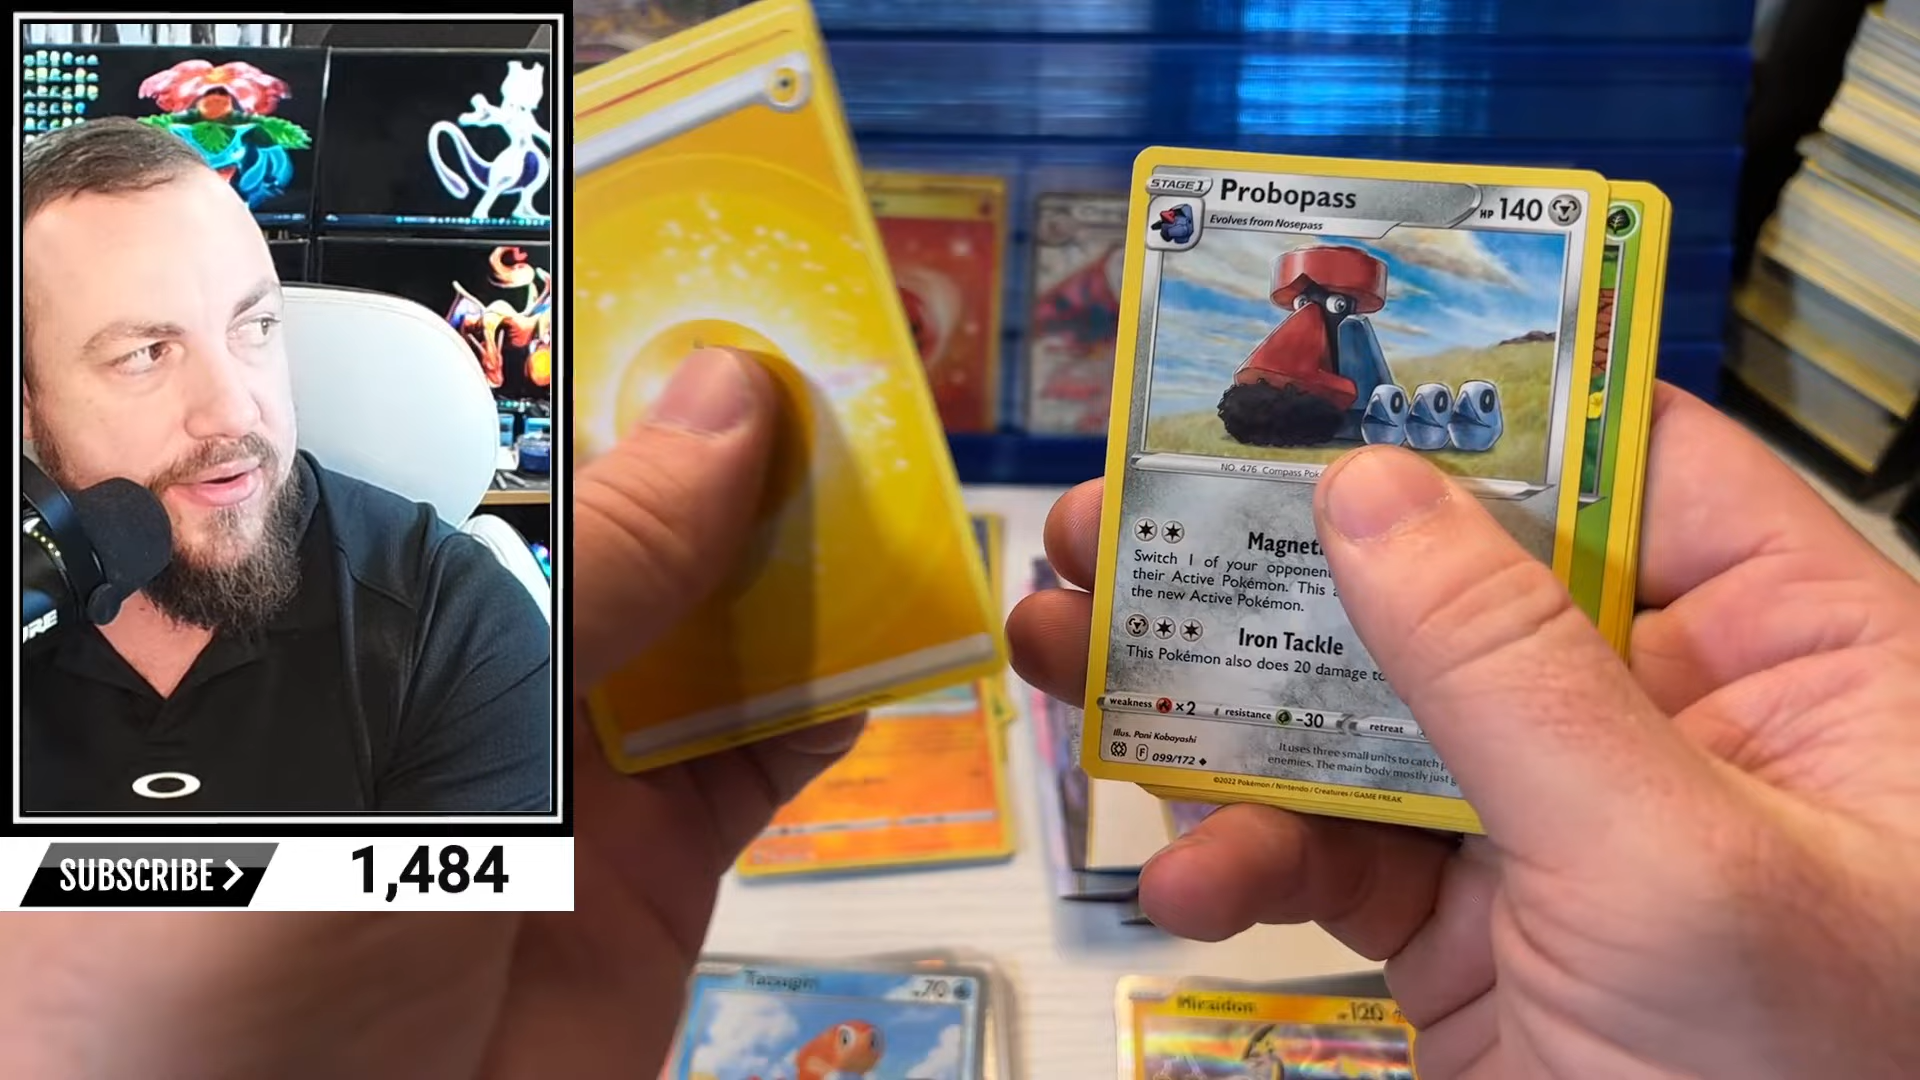 SUBSCRIBE
1,484
STAGE 1
Probopass
HP 140
Evolves from Nosepass
NO. 476 Compass Pok
Magnet
Switch 1 of your opponent
their Active Pokémon. This
the new Active Pokémon.
Iron Tackle
This Pokémon also does 20 damage to
weakness ×2 resistance -30 retreat
Illus. Pani Kobayashi
F 099/172
It uses three small units to catch p
enemies. The main body mostly just g
©2022 Pokémon / Nintendo / Creatures / GAME FREAK
70
Miraidon
120